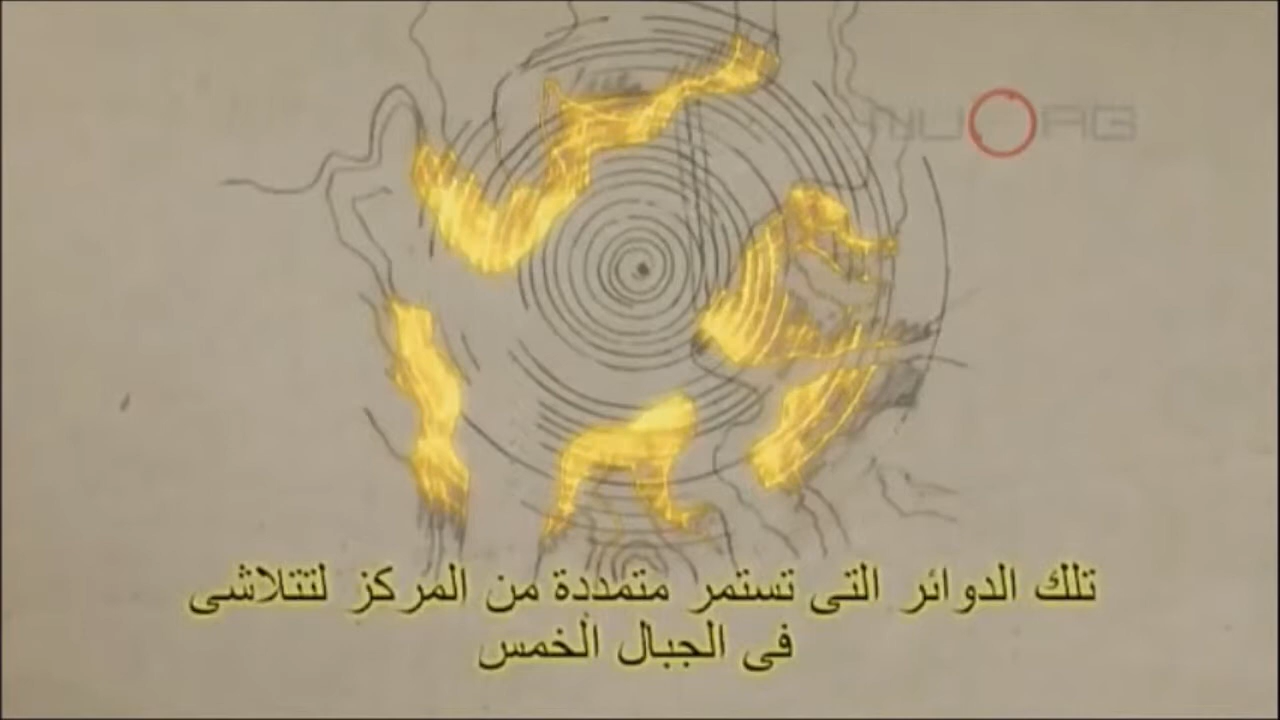 تلك الدوائر التى تستمر متمددة من المركز لتتلاشى
فى الجبال الخمس